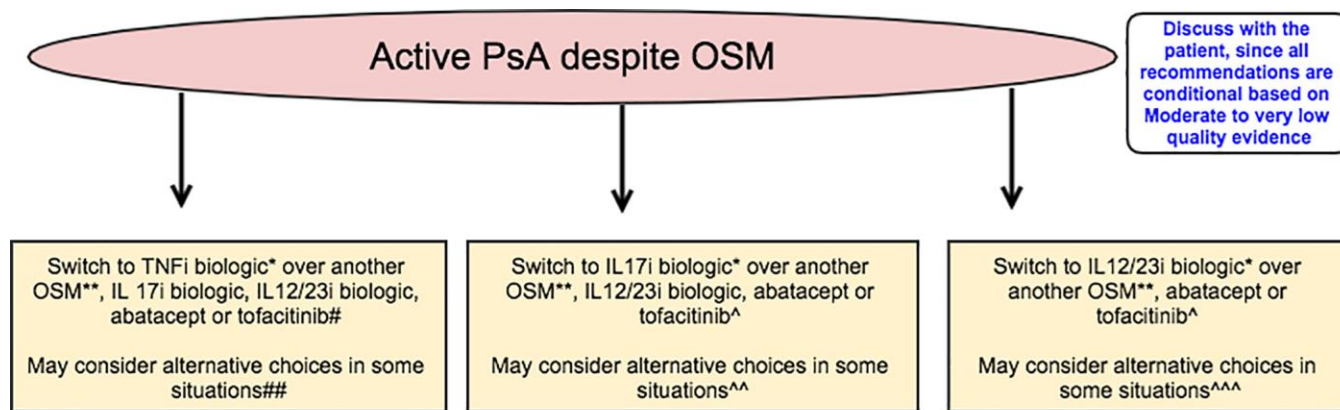 Active PsA despite OSM
Discuss with the
patient, since all
recommendations are
conditional based on
Moderate to very low
quality evidence
Switch to TNFi biologic* over another
OSM**, IL 17i biologic, IL12/23i biologic,
abatacept or tofacitinib#
May consider alternative choices in some
situations##
Switch to IL17i biologic* over another
OSM**, IL12/23i biologic, abatacept or
tofacitinib^
May consider alternative choices in some
situations^^
Switch to IL12/23i biologic* over
another OSM**, abatacept or
tofacitinib^
May consider alternative choices in
some situations^^^